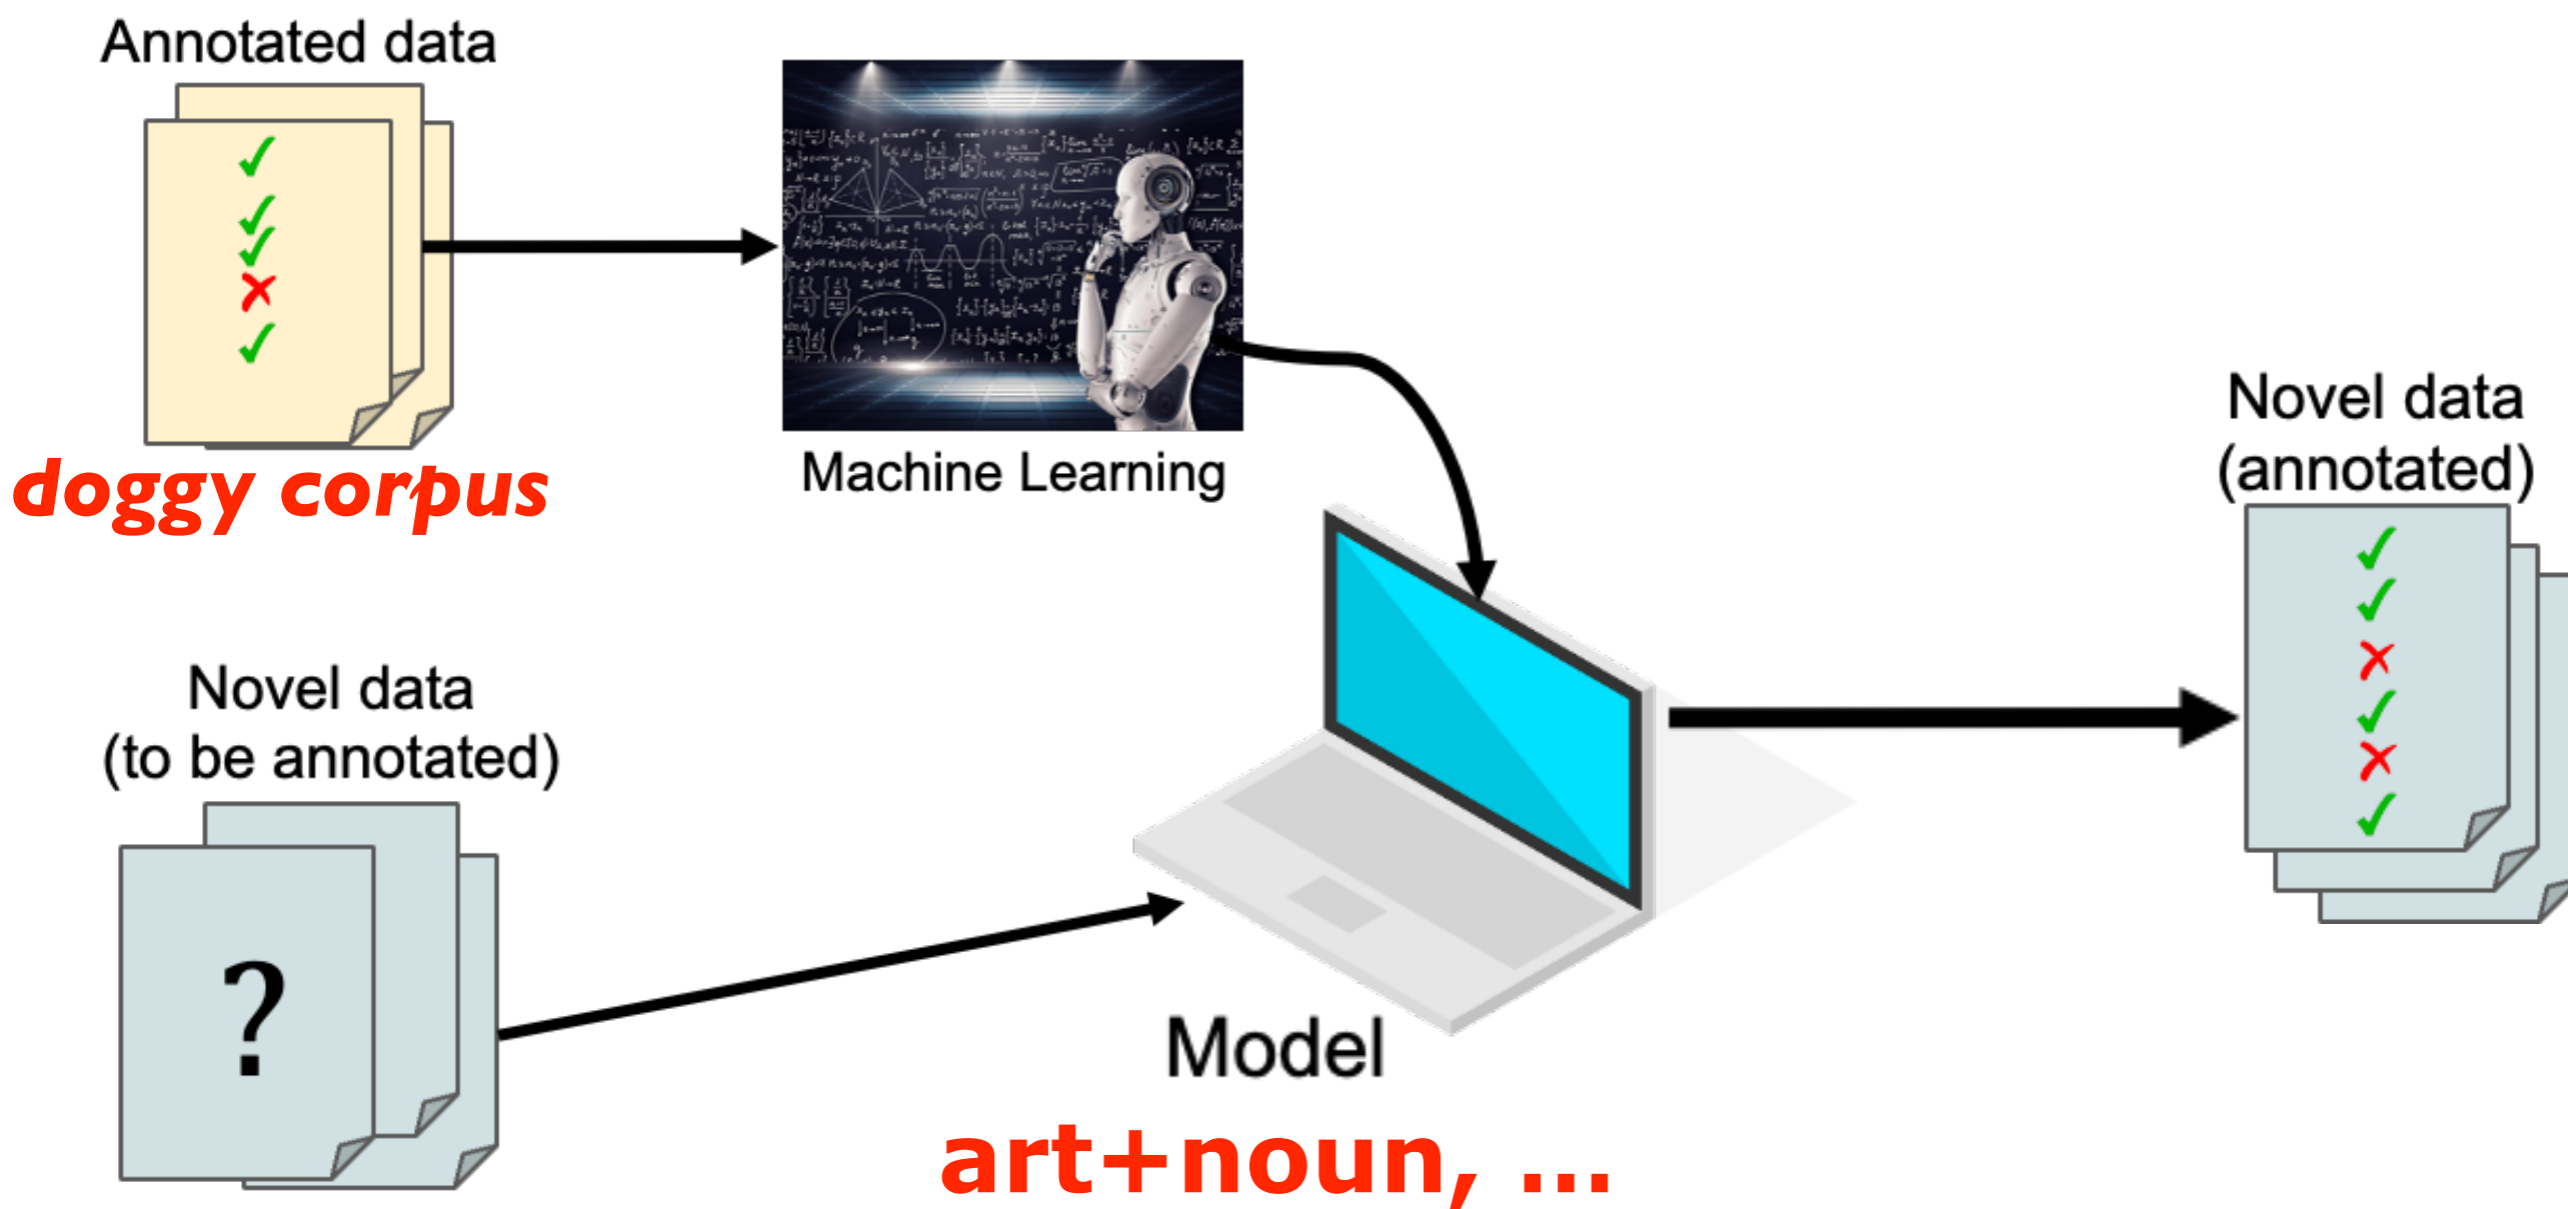 Annotated data
doggy corpus
Machine Learning
Novel data
(to be annotated)
?
Model
art+noun, ...
Novel data
(annotated)